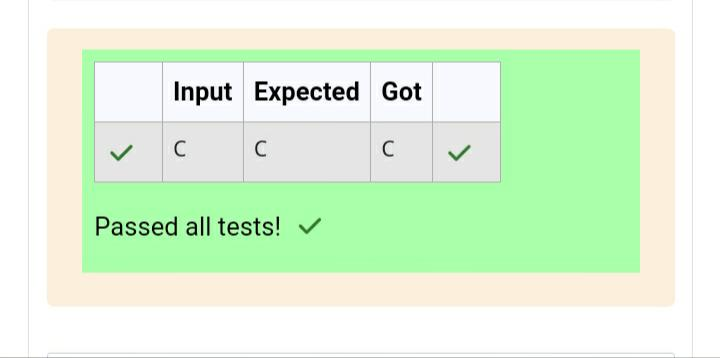 Input Expected Got
C C C
Passed all tests!